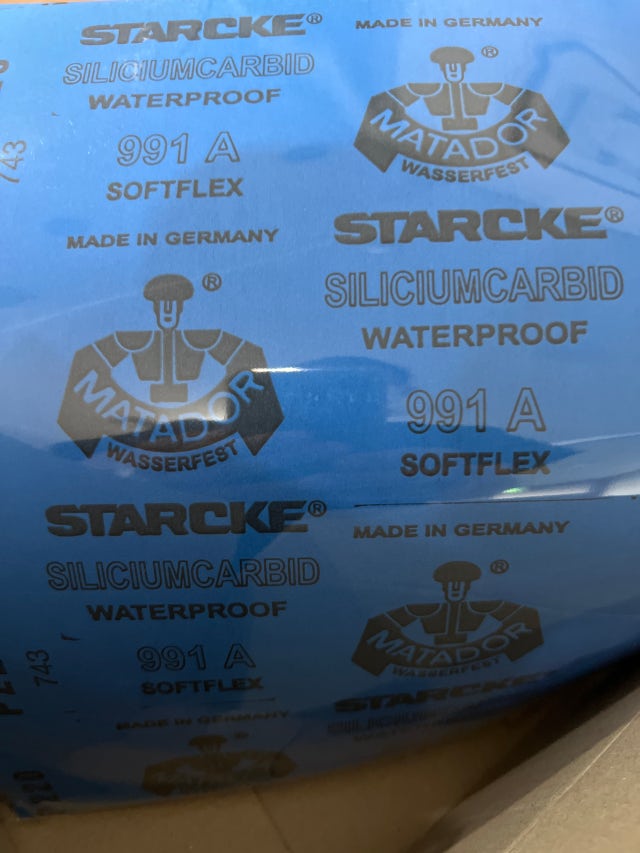 STARCKE®
SILICIUMCARBID
WATERPROOF
991 A
SOFTFLEX
MADE IN GERMANY
®
MATADOR
WASSERFEST
STARCKE®
SILICIUMCARBID
WATERPROOF
991 A
SOFTFLEX
MADE IN GERMANY
MADE IN GERMANY
®
MATADOR
WASSERFEST
STARCKE®
SILICIUMCARBID
WATERPROOF
991 A
SOFTFLEX
MADE IN GERMANY
®
MATADOR
WASSERFEST
STARCKE
743
743